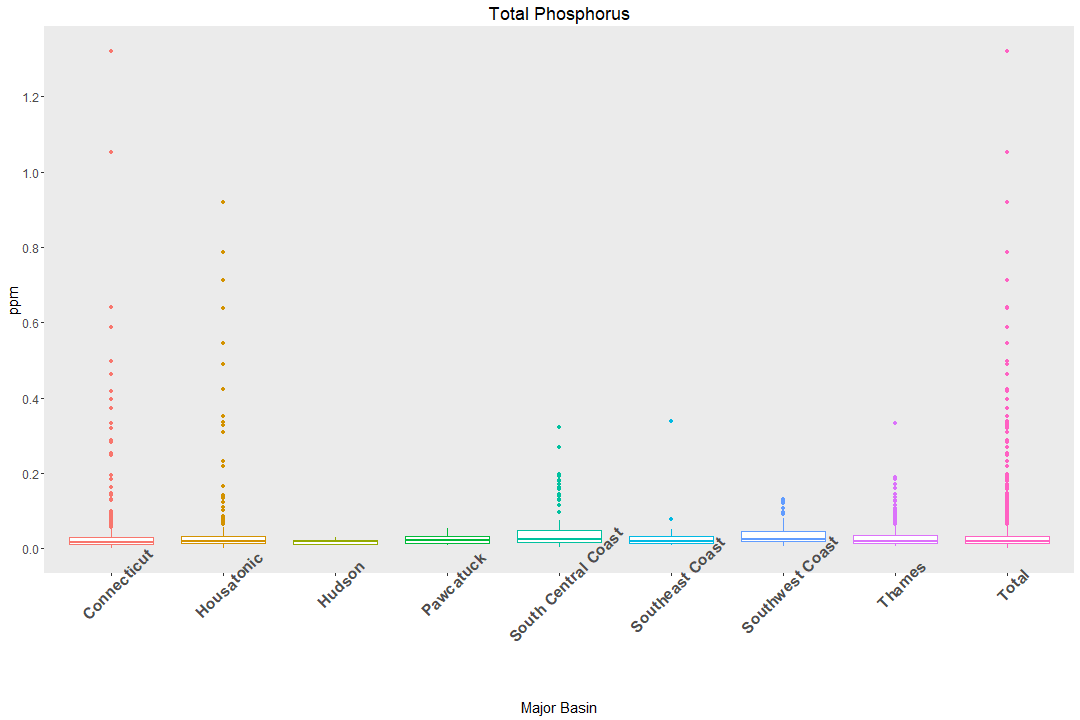 Total Phosphorus
ppm
1.2
1.0
0.8
0.6
0.4
0.2
0.0
Connecticut
Housatonic
Hudson
Pawcatuck
South Central Coast
Southeast Coast
Southwest Coast
Thames
Total
Major Basin